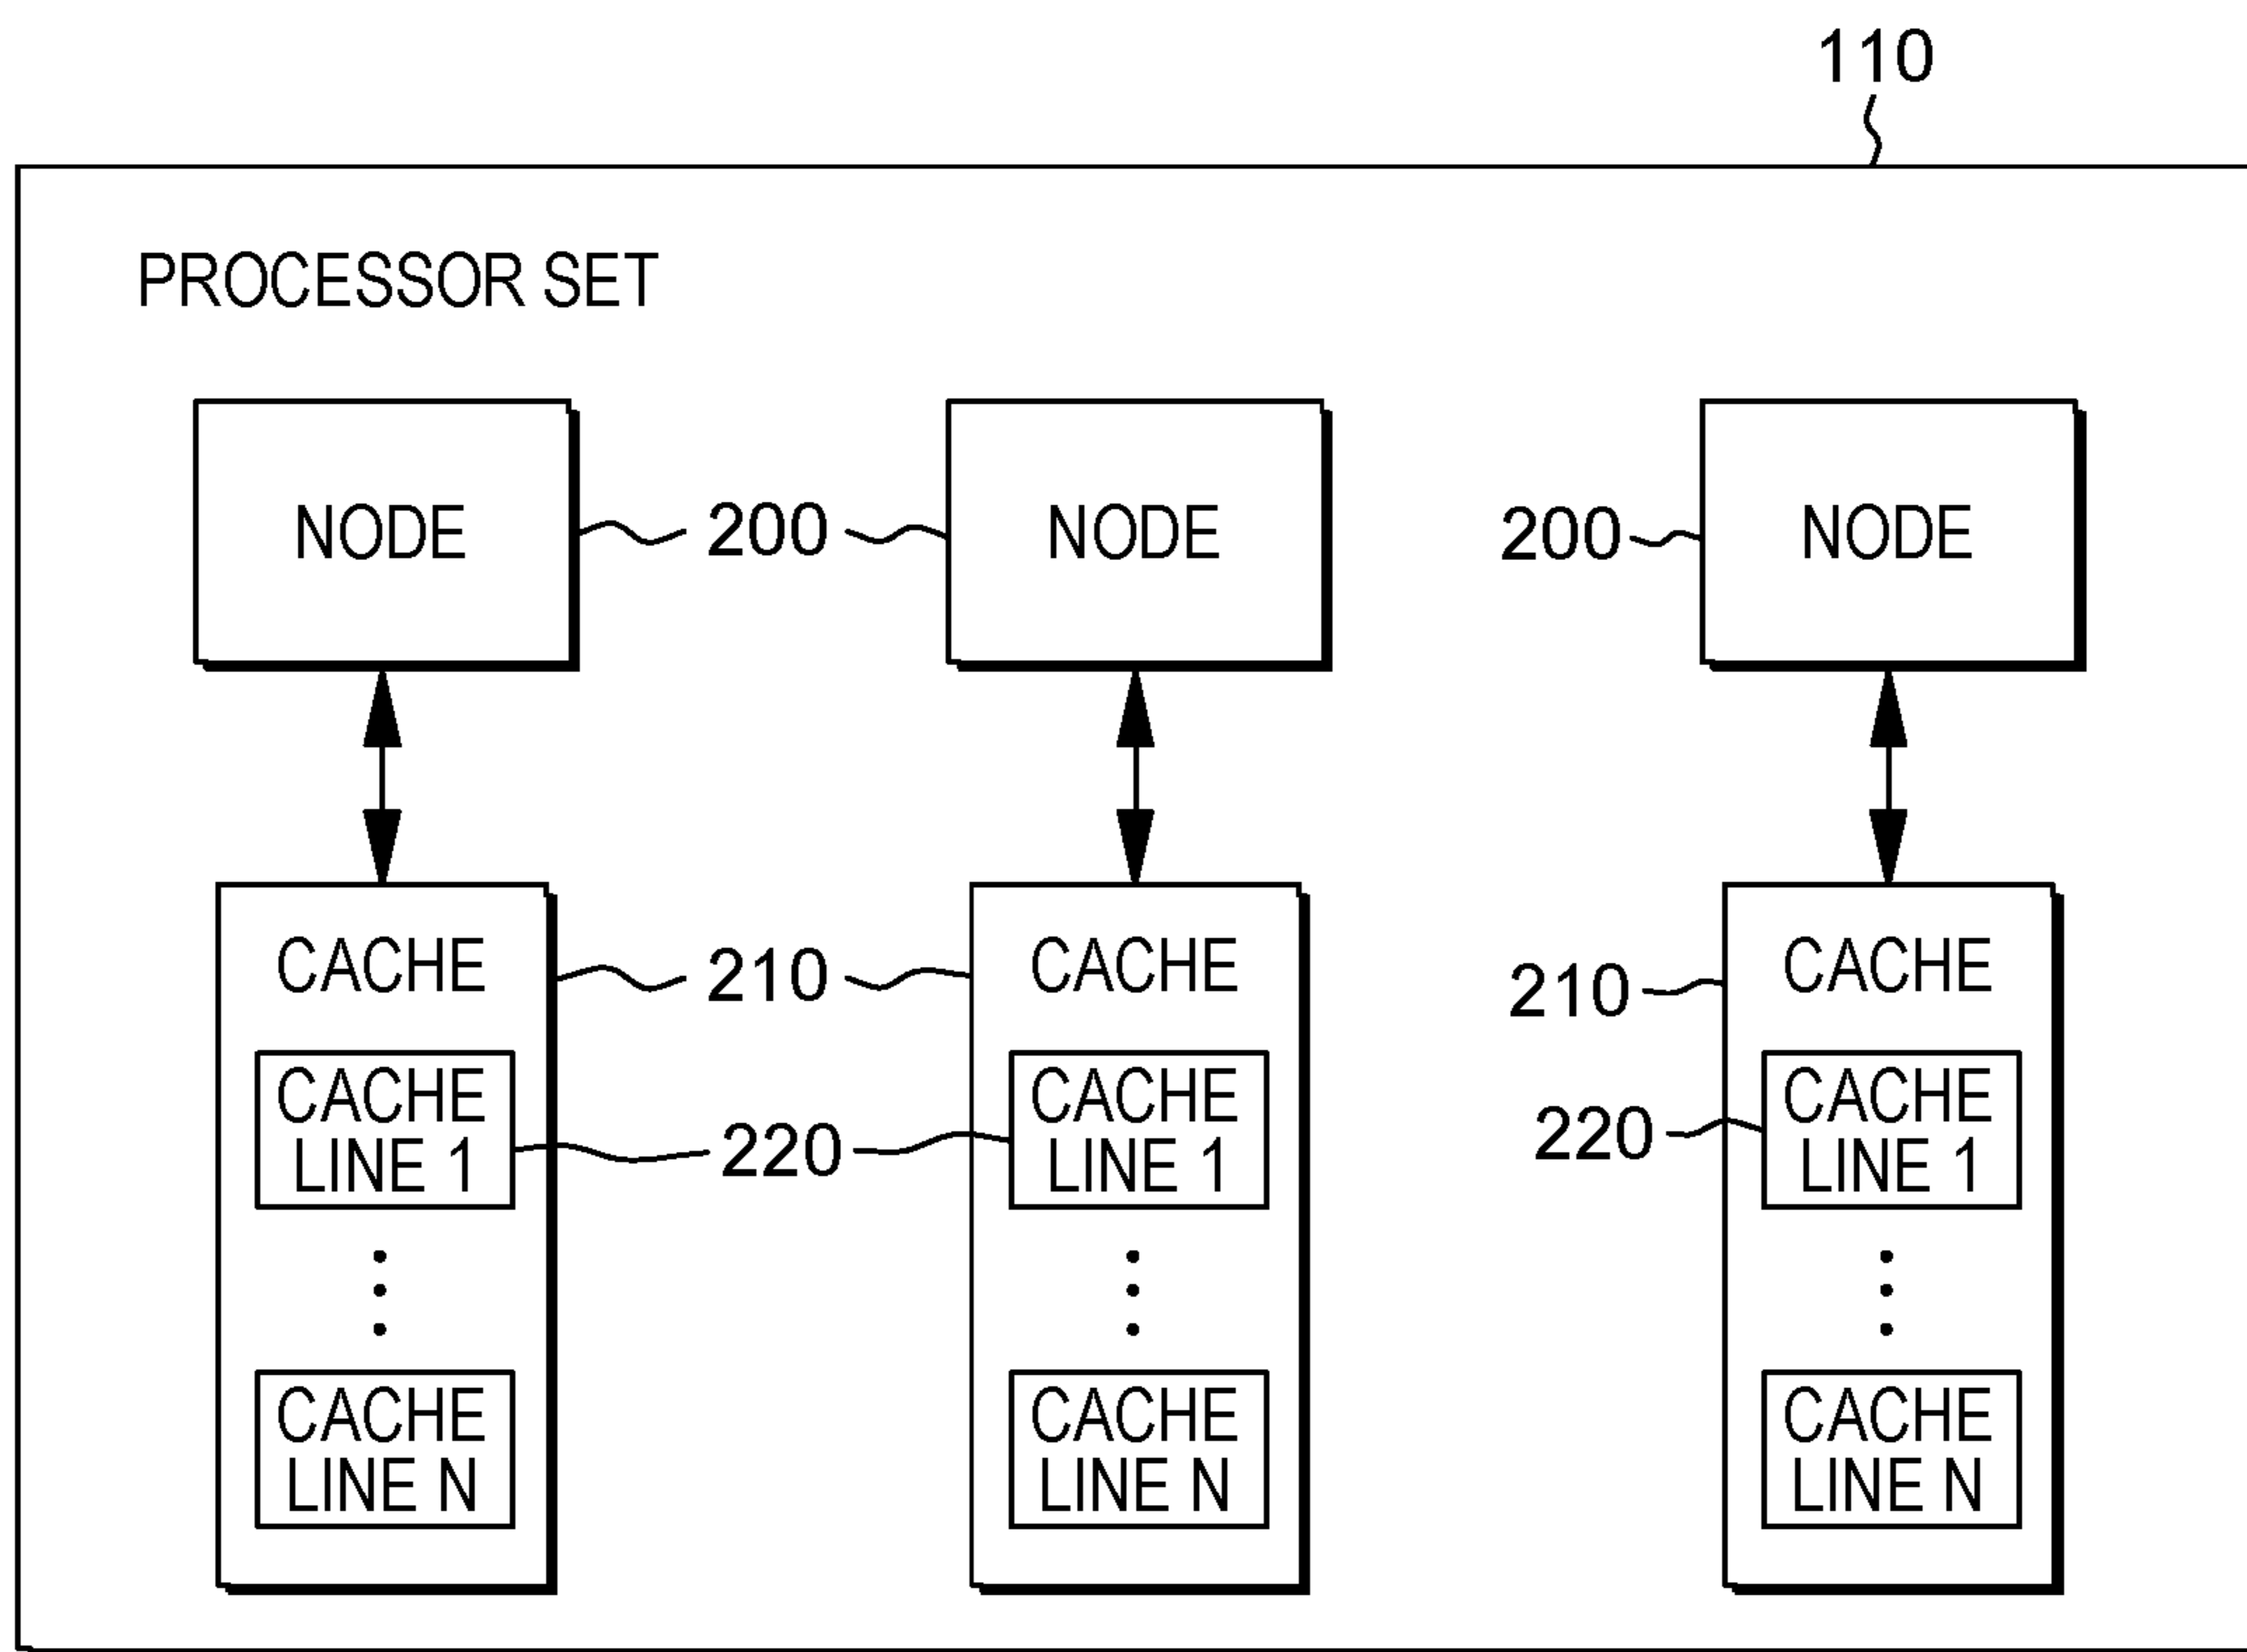 110
PROCESSOR SET
NODE 200 NODE 200 NODE
CACHE 210 CACHE 210 CACHE
CACHE LINE 1 220 CACHE LINE 1 220 CACHE LINE 1
CACHE LINE N CACHE LINE N CACHE LINE N